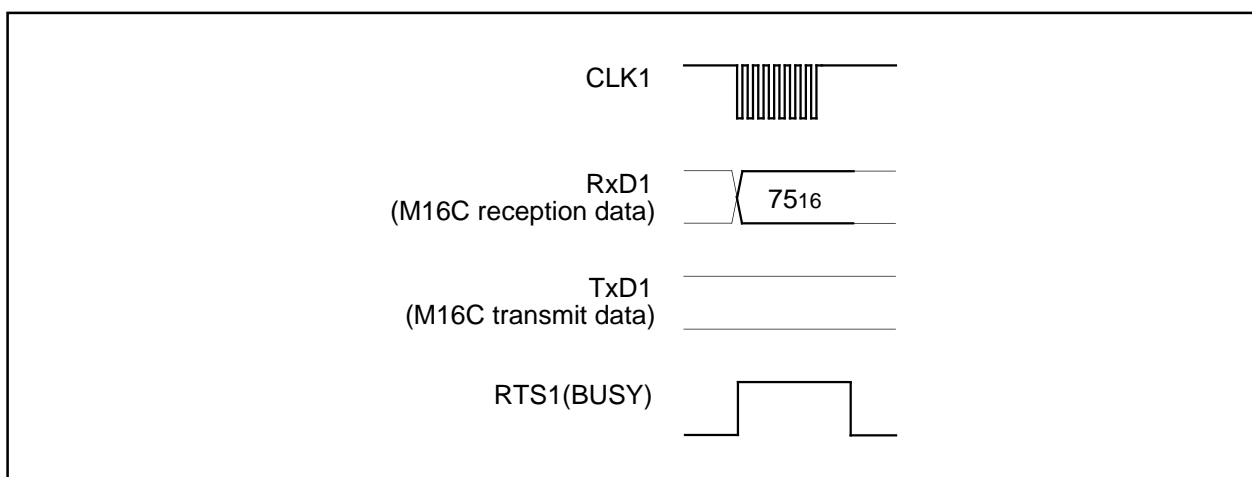 CLK1
RxD1
(M16C reception data)
7516
TxD1
(M16C transmit data)
RTS1(BUSY)